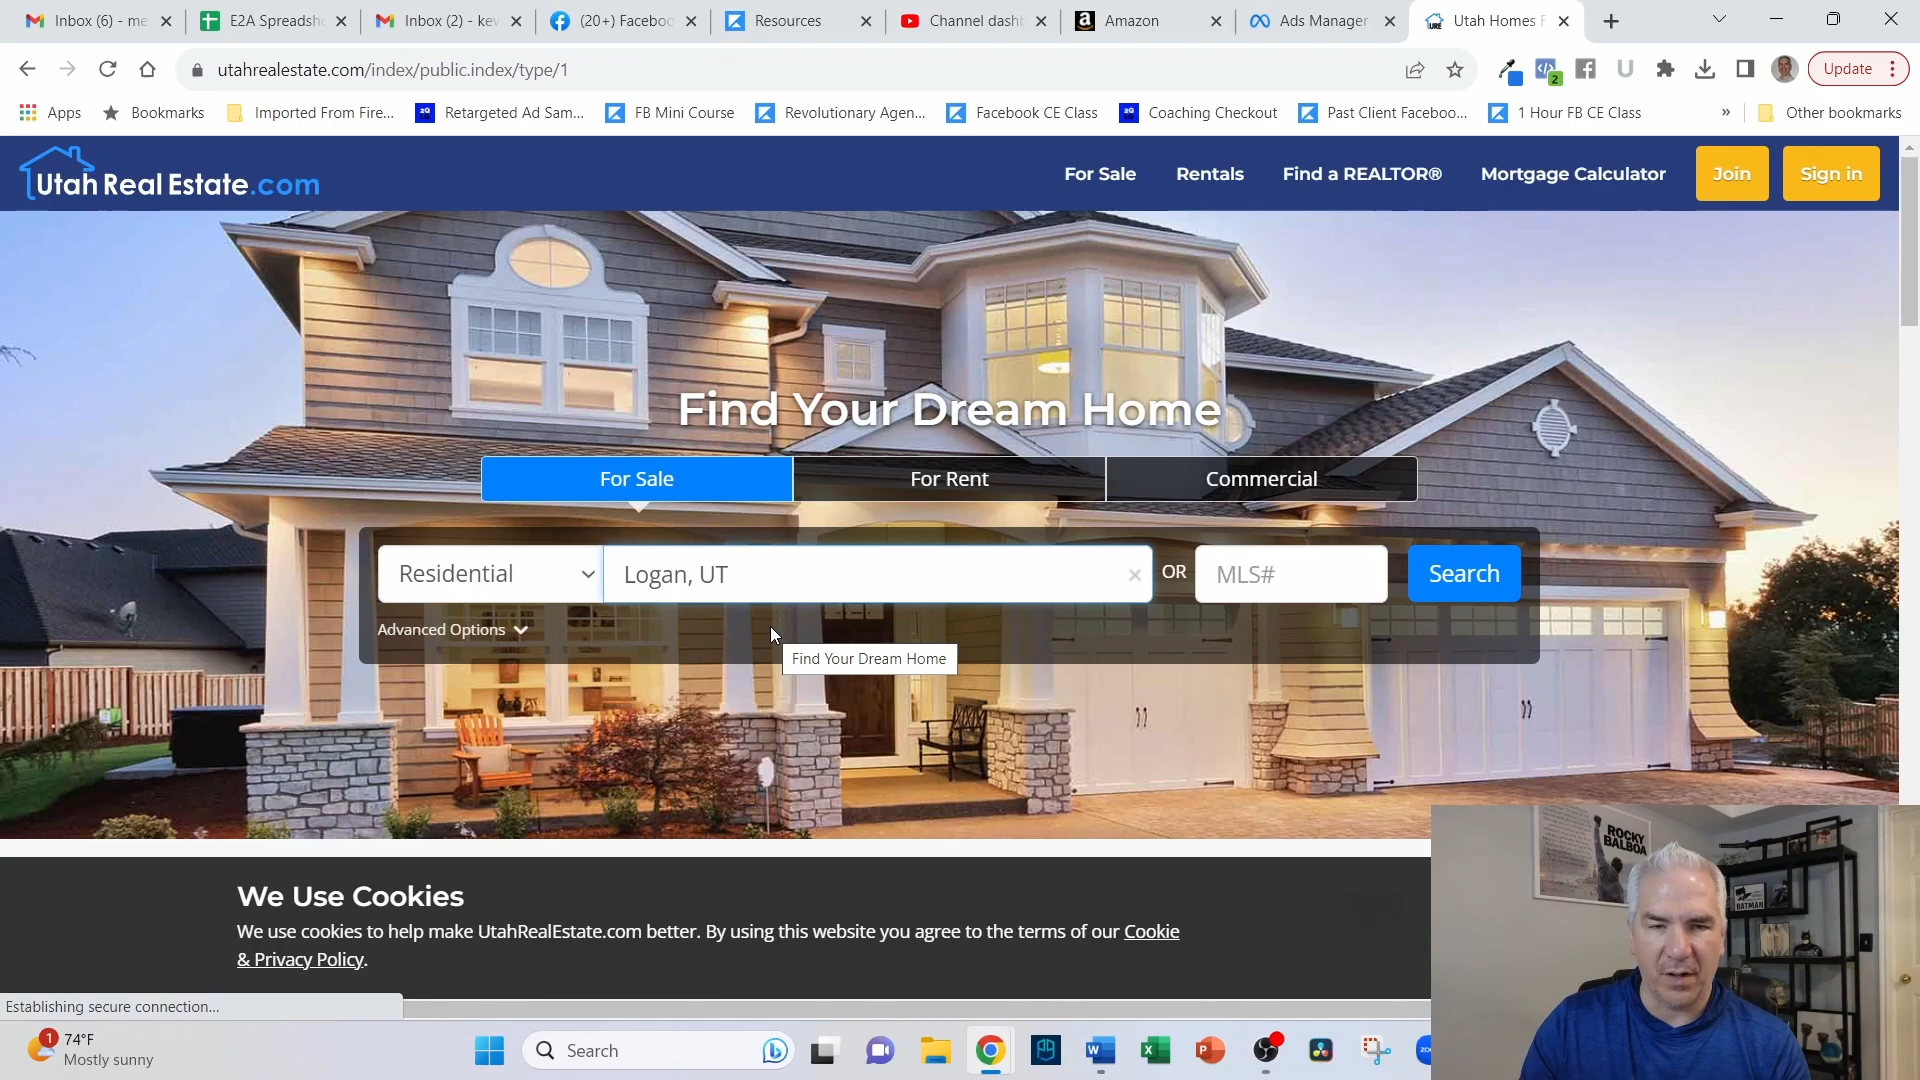 Inbox (6) - me
E2A Spreadshe
Inbox (2) - kev
(20+) Faceboo
Resources
Channel dashb
Amazon
Ads Manager
Utah Homes F
utahrealestate.com/index/public.index/type/1
2
Update
Apps
Bookmarks
Imported From Fire...
Retargeted Ad Sam...
FB Mini Course
Revolutionary Agen...
Facebook CE Class
Coaching Checkout
Past Client Faceboo...
1 Hour FB CE Class
»
Other bookmarks
Utah Real Estate.com
For Sale
Rentals
Find a REALTOR®
Mortgage Calculator
Join
Sign in
Find Your Dream Home
For Sale
For Rent
Commercial
Residential
Logan, UT
OR
MLS#
Search
Advanced Options
Find Your Dream Home
We Use Cookies
We use cookies to help make UtahRealEstate.com better. By using this website you agree to the terms of our Cookie
& Privacy Policy.
ROCKY
BALBOA
BATMAN
Establishing secure connection...
1
74°F
Mostly sunny
Search